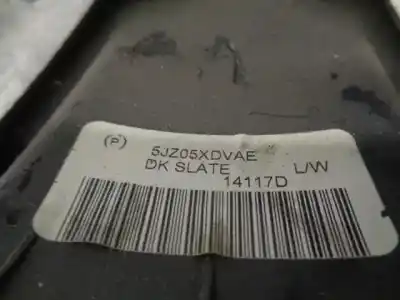 (P) 5JZ05XDVAE
DK SLATE L/W
14117D